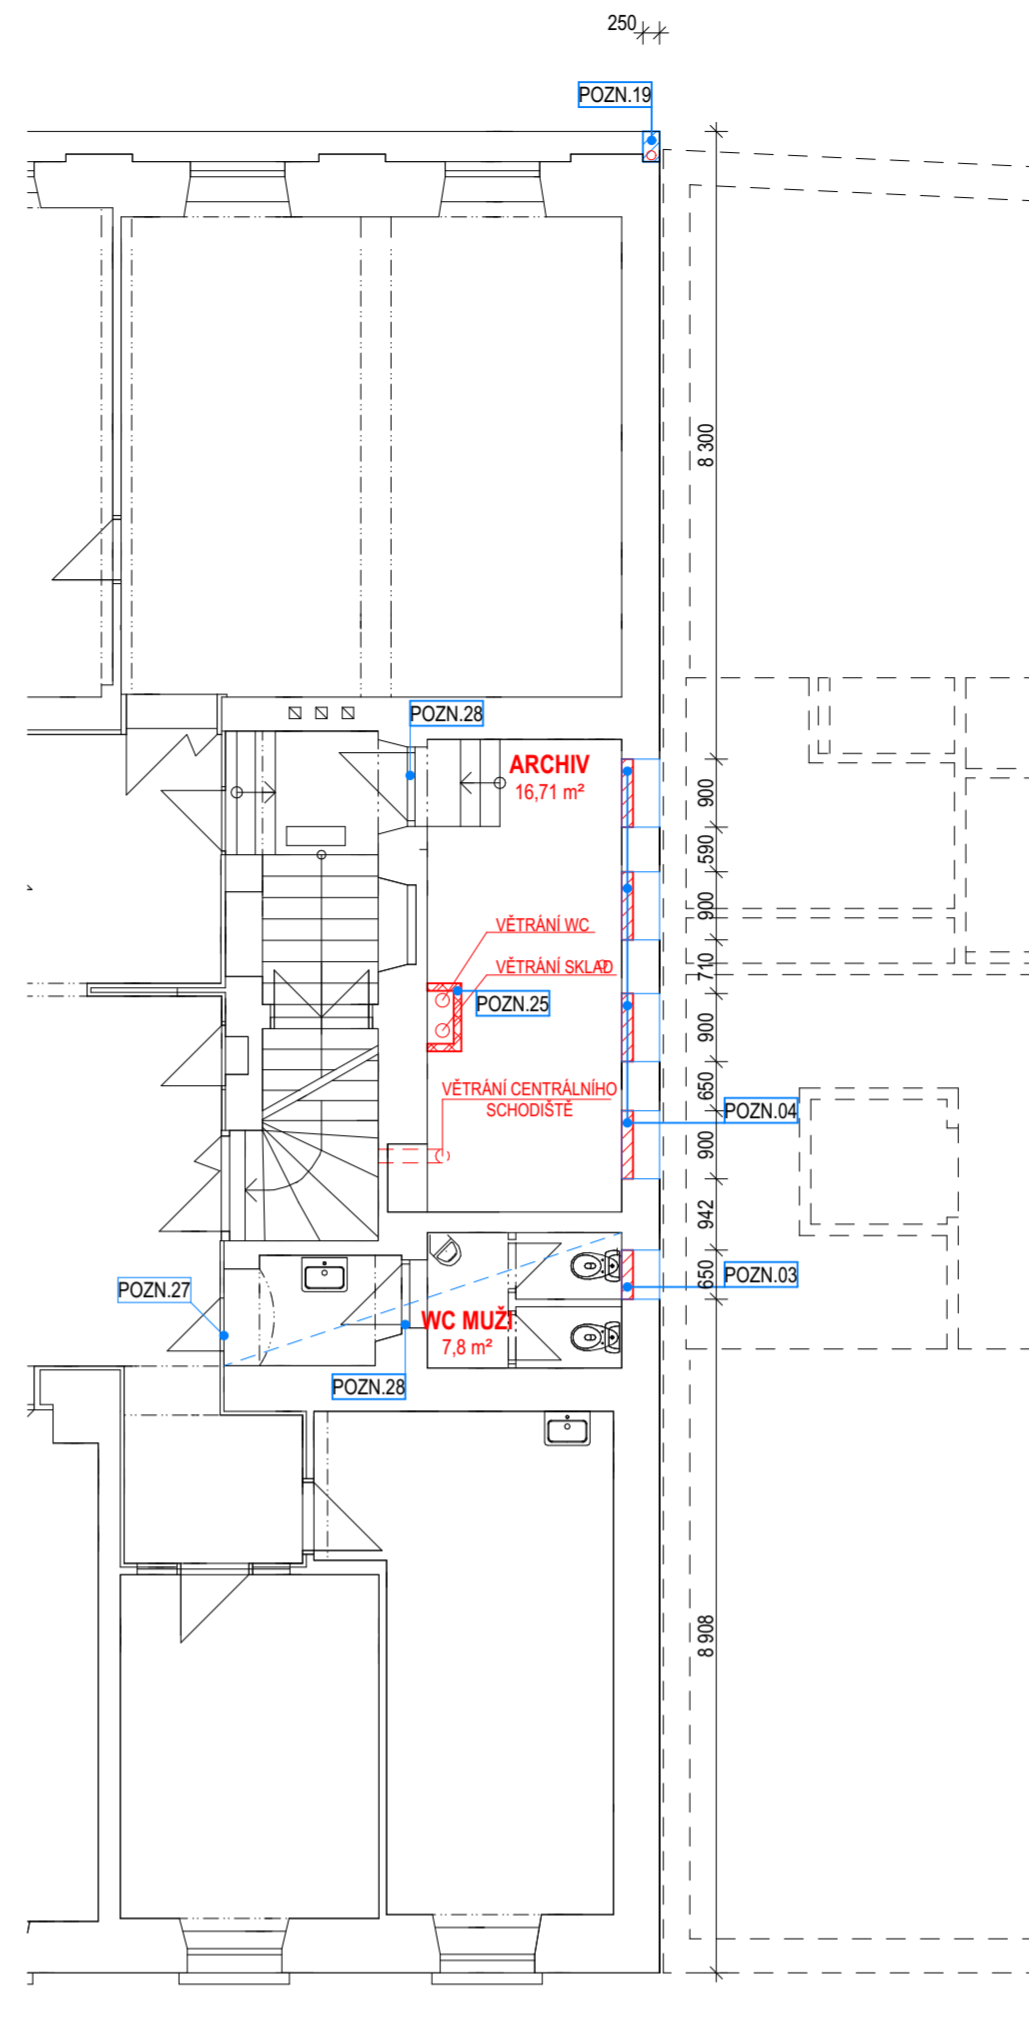 250
POZN.19
8 300
POZN.28
ARCHIV
16,71 m²
900
590
900
VĚTRÁNÍ WC
VĚTRÁNÍ SKLAD
710
POZN.25
900
650
VĚTRÁNÍ CENTRÁLNÍHO
SCHODIŠTĚ
POZN.04
900
942
POZN.03
650
POZN.27
WC MUŽI
7,8 m²
POZN.28
8 908